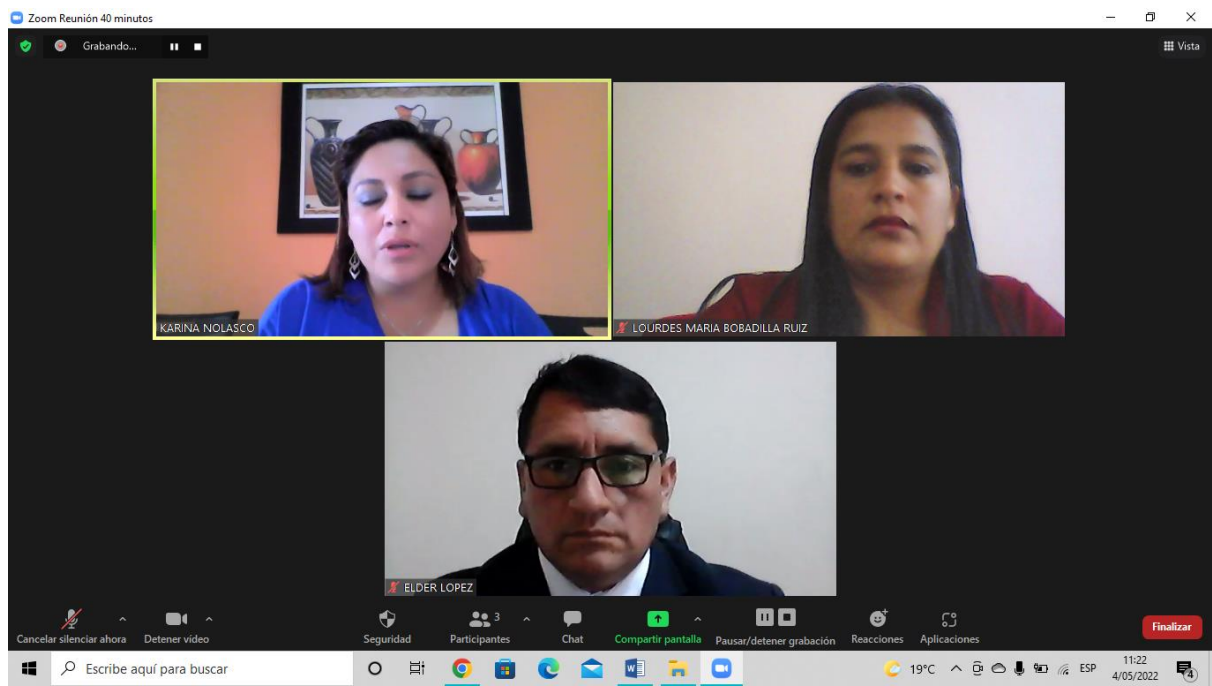 Zoom Reunión 40 minutos
Grabando...
Vista
KARINA NOLASCO
LOURDES MARIA BOBADILLA RUIZ
ELDER LOPEZ
Cancelar silenciar ahora
Detener vídeo
Seguridad
3
Participantes
Chat
Compartir pantalla
Pausar/detener grabación
Reacciones
Aplicaciones
Finalizar
Escribe aquí para buscar
19°C
ESP
11:22
4/05/2022
4